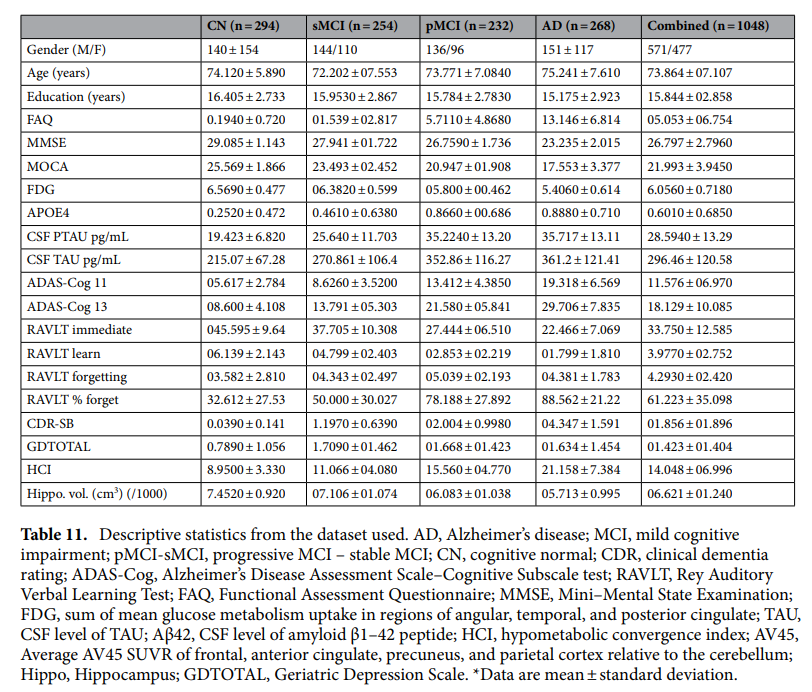 CN (n=294) sMCI (n=254) pMCI (n=232) AD (n=268) Combined (n=1048)
Gender (M/F) 140±154 144/110 136/96 151±117 571/477
Age (years) 74.120±5.890 72.202±07.553 73.771±7.0840 75.241±7.610 73.864±07.107
Education (years) 16.405±2.733 15.9530±2.867 15.784±2.7830 15.175±2.923 15.844±02.858
FAQ 0.1940±0.720 01.539±02.817 5.7110±4.8680 13.146±6.814 05.053±06.754
MMSE 29.085±1.143 27.941±01.722 26.7590±1.736 23.235±2.015 26.797±2.7960
MOCA 25.569±1.866 23.493±02.452 20.947±01.908 17.553±3.377 21.993±3.9450
FDG 6.5690±0.477 06.3820±0.599 05.800±00.462 5.4060±0.614 6.0560±0.7180
APOE4 0.2520±0.472 0.4610±0.6380 0.8660±00.686 0.8880±0.710 0.6010±0.6850
CSF PTAU pg/mL 19.423±6.820 25.640±11.703 35.2240±13.20 35.717±13.11 28.5940±13.29
CSF TAU pg/mL 215.07±67.28 270.861±106.4 352.86±116.27 361.2±121.41 296.46±120.58
ADAS-Cog 11 05.617±2.784 8.6260±3.5200 13.412±4.3850 19.318±6.569 11.576±06.970
ADAS-Cog 13 08.600±4.108 13.791±05.303 21.580±05.841 29.706±7.835 18.129±10.085
RAVLT immediate 045.595±9.64 37.705±10.308 27.444±06.510 22.466±7.069 33.750±12.585
RAVLT learn 06.139±2.143 04.799±02.403 02.853±02.219 01.799±1.810 3.9770±02.752
RAVLT forgetting 03.582±2.810 04.343±02.497 05.039±02.193 04.381±1.783 4.2930±02.420
RAVLT % forget 32.612±27.53 50.000±30.027 78.188±27.892 88.562±21.22 61.223±35.098
CDR-SB 0.0390±0.141 1.1970±0.6390 02.004±0.9980 04.347±1.591 01.856±01.896
GDTOTAL 0.7890±1.056 1.7090±01.462 01.668±01.423 01.634±1.454 01.423±01.404
HCI 8.9500±3.330 11.066±04.080 15.560±04.770 21.158±7.384 14.048±06.996
Hippo. vol. (cm³) (/1000) 7.4520±0.920 07.106±01.074 06.083±01.038 05.713±0.995 06.621±01.240
Table 11. Descriptive statistics from the dataset used. AD, Alzheimer's disease; MCI, mild cognitive
impairment; pMCI-sMCI, progressive MCI – stable MCI; CN, cognitive normal; CDR, clinical dementia
rating; ADAS-Cog, Alzheimer's Disease Assessment Scale–Cognitive Subscale test; RAVLT, Rey Auditory
Verbal Learning Test; FAQ, Functional Assessment Questionnaire; MMSE, Mini–Mental State Examination;
FDG, sum of mean glucose metabolism uptake in regions of angular, temporal, and posterior cingulate; TAU,
CSF level of TAU; Aβ42, CSF level of amyloid β1–42 peptide; HCI, hypometabolic convergence index; AV45,
Average AV45 SUVR of frontal, anterior cingulate, precuneus, and parietal cortex relative to the cerebellum;
Hippo, Hippocampus; GDTOTAL, Geriatric Depression Scale. *Data are mean ± standard deviation.